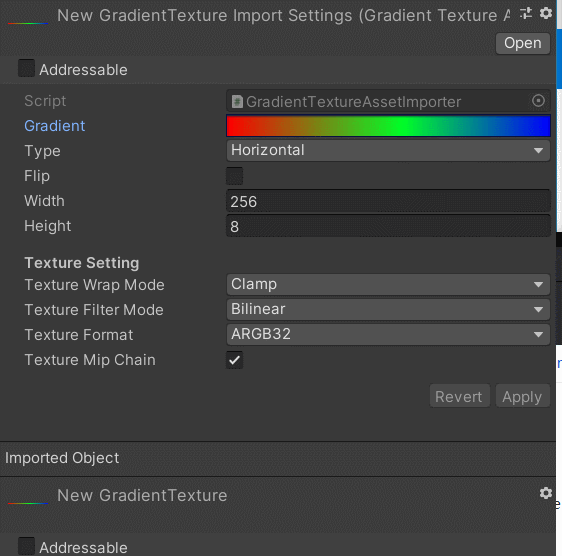 New GradientTexture Import Settings (Gradient Texture A
Open
Addressable
Script GradientTextureAssetImporter
Gradient
Type Horizontal
Flip
Width 256
Height 8
Texture Setting
Texture Wrap Mode Clamp
Texture Filter Mode Bilinear
Texture Format ARGB32
Texture Mip Chain
Revert Apply
Imported Object
New GradientTexture
Addressable